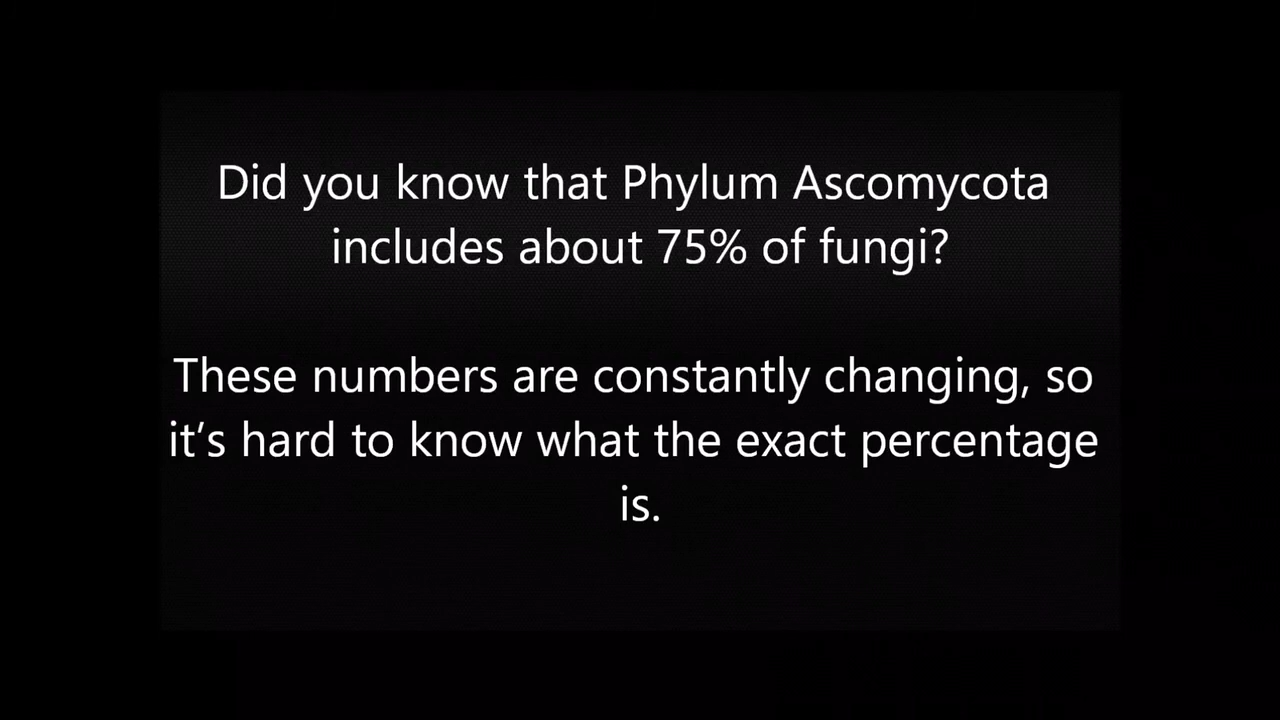 Did you know that Phylum Ascomycota
includes about 75% of fungi?
These numbers are constantly changing, so
it’s hard to know what the exact percentage
is.